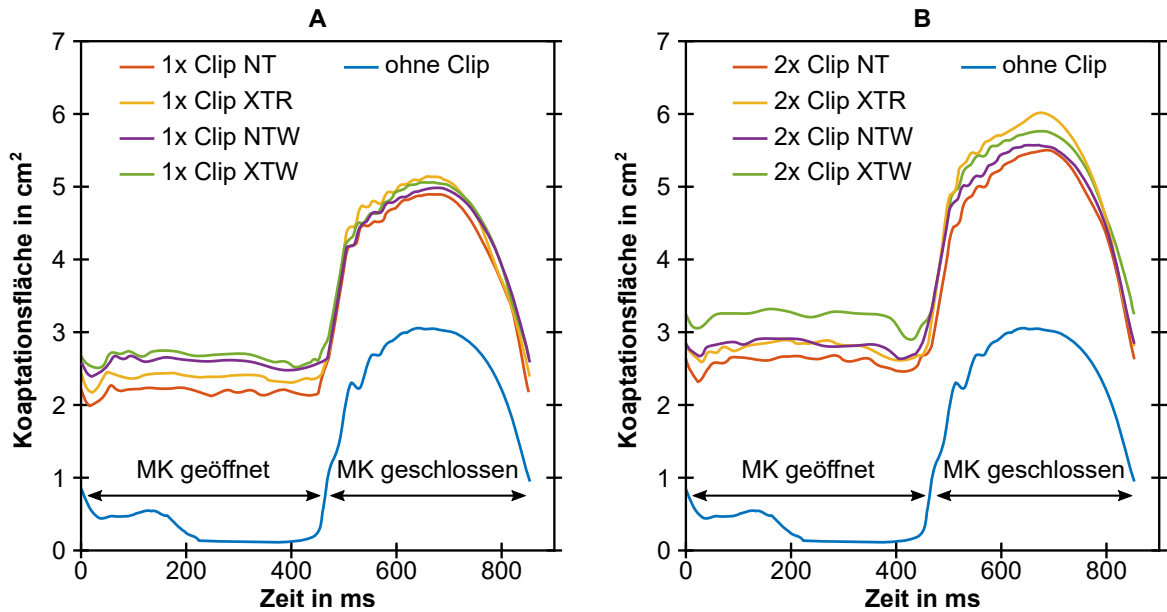 A
Koaptationsfläche in cm²
7
6
5
4
3
2
1
0
1x Clip NT
ohne Clip
1x Clip XTR
1x Clip NTW
1x Clip XTW
MK geöffnet
MK geschlossen
0 200 400 600 800
Zeit in ms
B
Koaptationsfläche in cm²
7
6
5
4
3
2
1
0
2x Clip NT
ohne Clip
2x Clip XTR
2x Clip NTW
2x Clip XTW
MK geöffnet
MK geschlossen
0 200 400 600 800
Zeit in ms